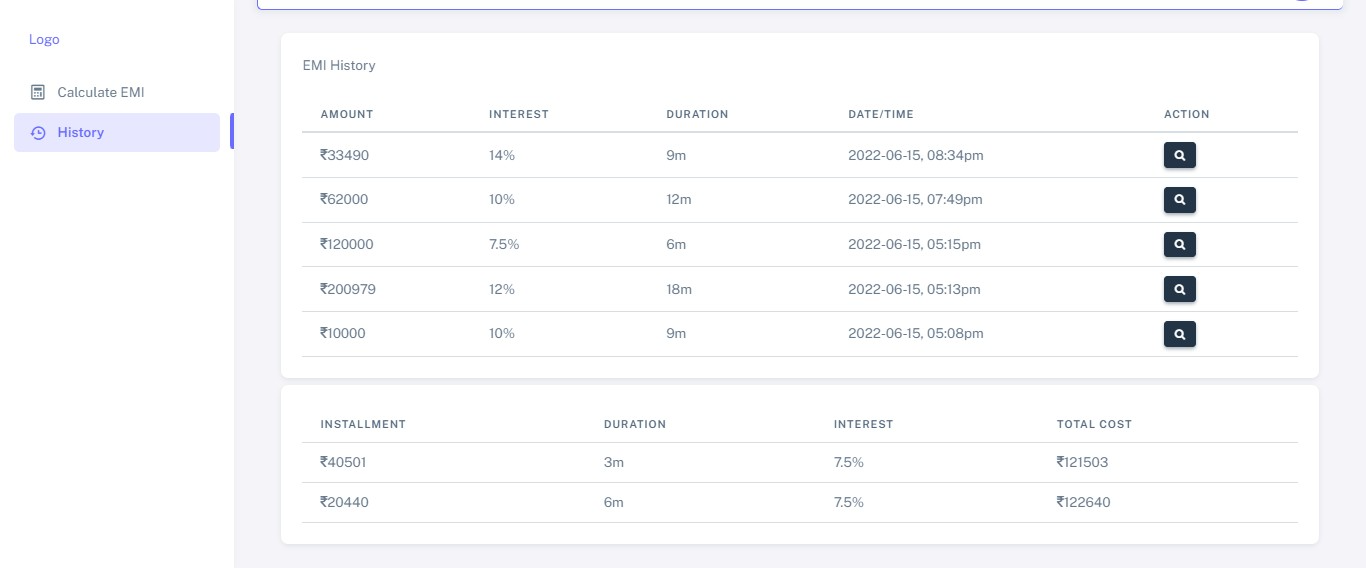 Logo
Calculate EMI
History
EMI History
AMOUNT INTEREST DURATION DATE/TIME ACTION
₹33490 14% 9m 2022-06-15, 08:34pm
₹62000 10% 12m 2022-06-15, 07:49pm
₹120000 7.5% 6m 2022-06-15, 05:15pm
₹200979 12% 18m 2022-06-15, 05:13pm
₹10000 10% 9m 2022-06-15, 05:08pm
INSTALLMENT DURATION INTEREST TOTAL COST
₹40501 3m 7.5% ₹121503
₹20440 6m 7.5% ₹122640